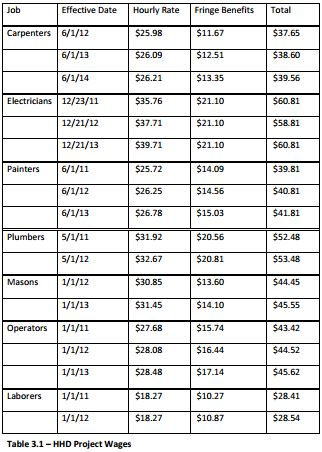 Job Effective Date Hourly Rate Fringe Benefits Total
Carpenters 6/1/12 $25.98 $11.67 $37.65
6/1/13 $26.09 $12.51 $38.60
6/1/14 $26.21 $13.35 $39.56
Electricians 12/23/11 $35.76 $21.10 $60.81
12/21/12 $37.71 $21.10 $58.81
12/21/13 $39.71 $21.10 $60.81
Painters 6/1/11 $25.72 $14.09 $39.81
6/1/12 $26.25 $14.56 $40.81
6/1/13 $26.78 $15.03 $41.81
Plumbers 5/1/11 $31.92 $20.56 $52.48
5/1/12 $32.67 $20.81 $53.48
Masons 1/1/12 $30.85 $13.60 $44.45
1/1/13 $31.45 $14.10 $45.55
Operators 1/1/11 $27.68 $15.74 $43.42
1/1/12 $28.08 $16.44 $44.52
1/1/13 $28.48 $17.14 $45.62
Laborers 1/1/11 $18.27 $10.27 $28.41
1/1/12 $18.27 $10.87 $28.54
Table 3.1 – HHD Project Wages